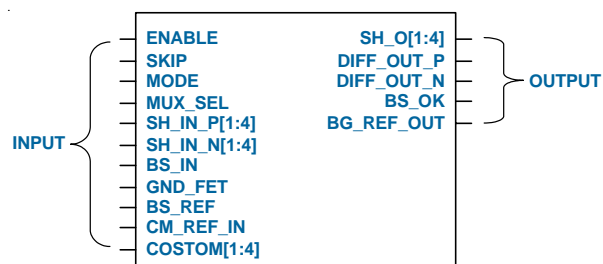 INPUT
ENABLE
SKIP
MODE
MUX_SEL
SH_IN_P[1:4]
SH_IN_N[1:4]
BS_IN
GND_FET
BS_REF
CM_REF_IN
COSTOM[1:4]
SH_O[1:4]
DIFF_OUT_P
DIFF_OUT_N
BS_OK
BG_REF_OUT
OUTPUT